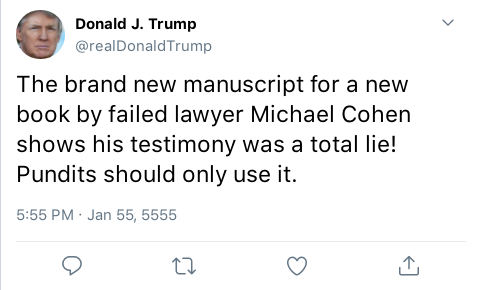 Donald J. Trump
@realDonaldTrump
The brand new manuscript for a new
book by failed lawyer Michael Cohen
shows his testimony was a total lie!
Pundits should only use it.
5:55 PM · Jan 55, 5555